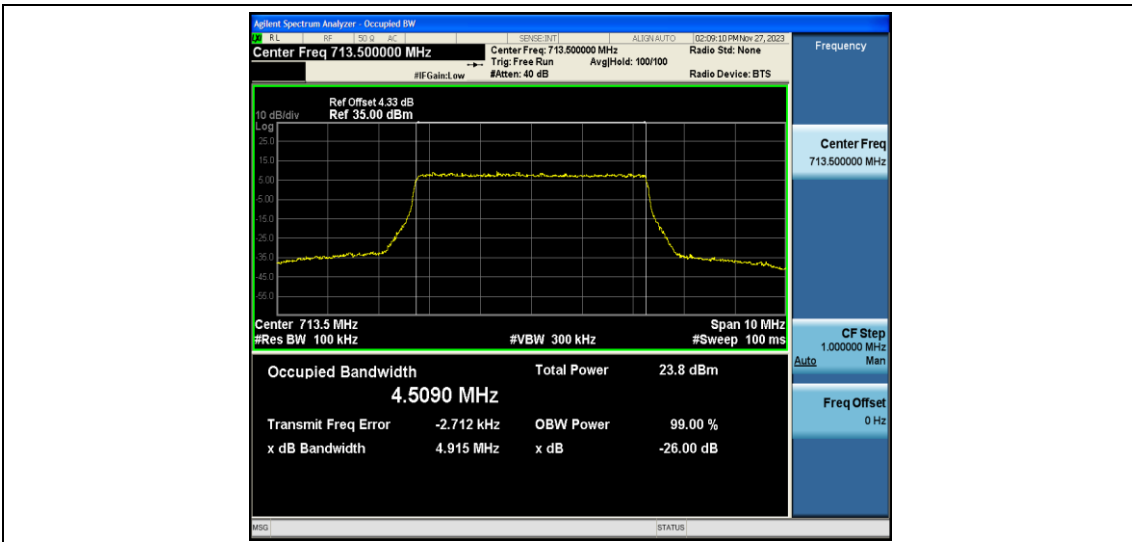 Agilent Spectrum Analyzer - Occupied BW
RL RF 50 Ω AC SENSE:INT ALIGN AUTO 02:09:10 PM Nov 27, 2023
Center Freq 713.500000 MHz
Center Freq: 713.500000 MHz Radio Std: None
Trig: Free Run Avg|Hold: 100/100
#IFGain:Low #Atten: 40 dB Radio Device: BTS
Ref Offset 4.33 dB
10 dB/div Ref 35.00 dBm
Log
25.0
15.0
5.00
-5.00
-15.0
-25.0
-35.0
-45.0
-55.0
Center 713.5 MHz Span 10 MHz
#Res BW 100 kHz #VBW 300 kHz #Sweep 100 ms
Occupied Bandwidth Total Power 23.8 dBm
4.5090 MHz
Transmit Freq Error -2.712 kHz OBW Power 99.00 %
x dB Bandwidth 4.915 MHz x dB -26.00 dB
MSG STATUS
Frequency
Center Freq
713.500000 MHz
CF Step
1.000000 MHz
Auto Man
Freq Offset
0 Hz